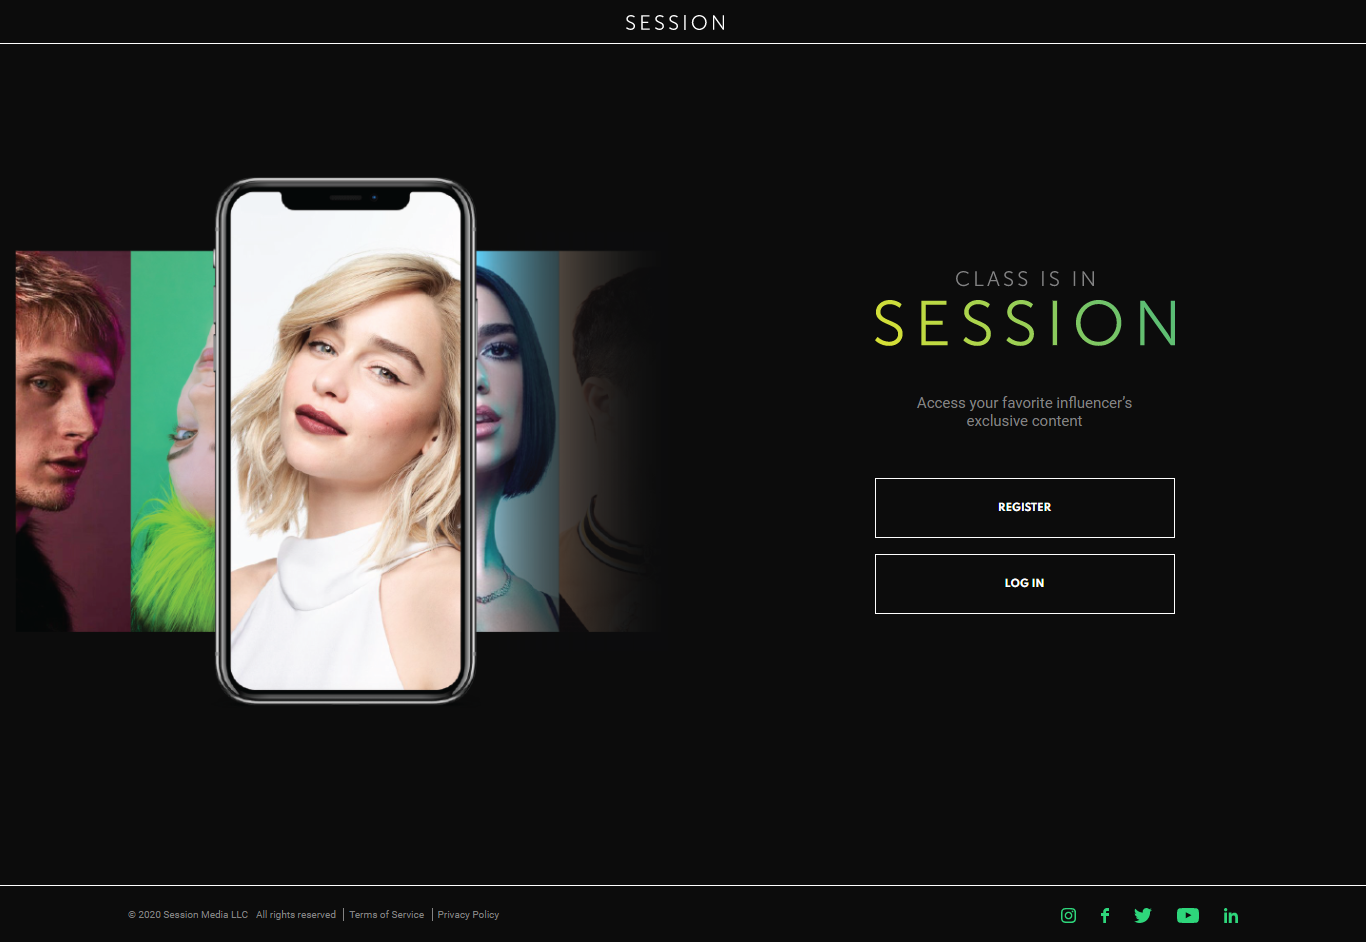 SESSION
CLASS IS IN
SESSION
Access your favorite influencer’s
exclusive content
REGISTER
LOG IN
© 2020 Session Media LLC All rights reserved | Terms of Service | Privacy Policy